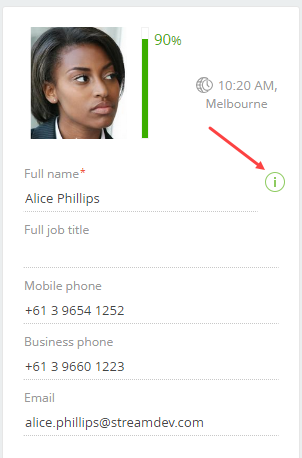 90%
10:20 AM,
Melbourne
Full name*
i
Alice Phillips
Full job title
Mobile phone
+61 3 9654 1252
Business phone
+61 3 9660 1223
Email
alice.phillips@streamdev.com